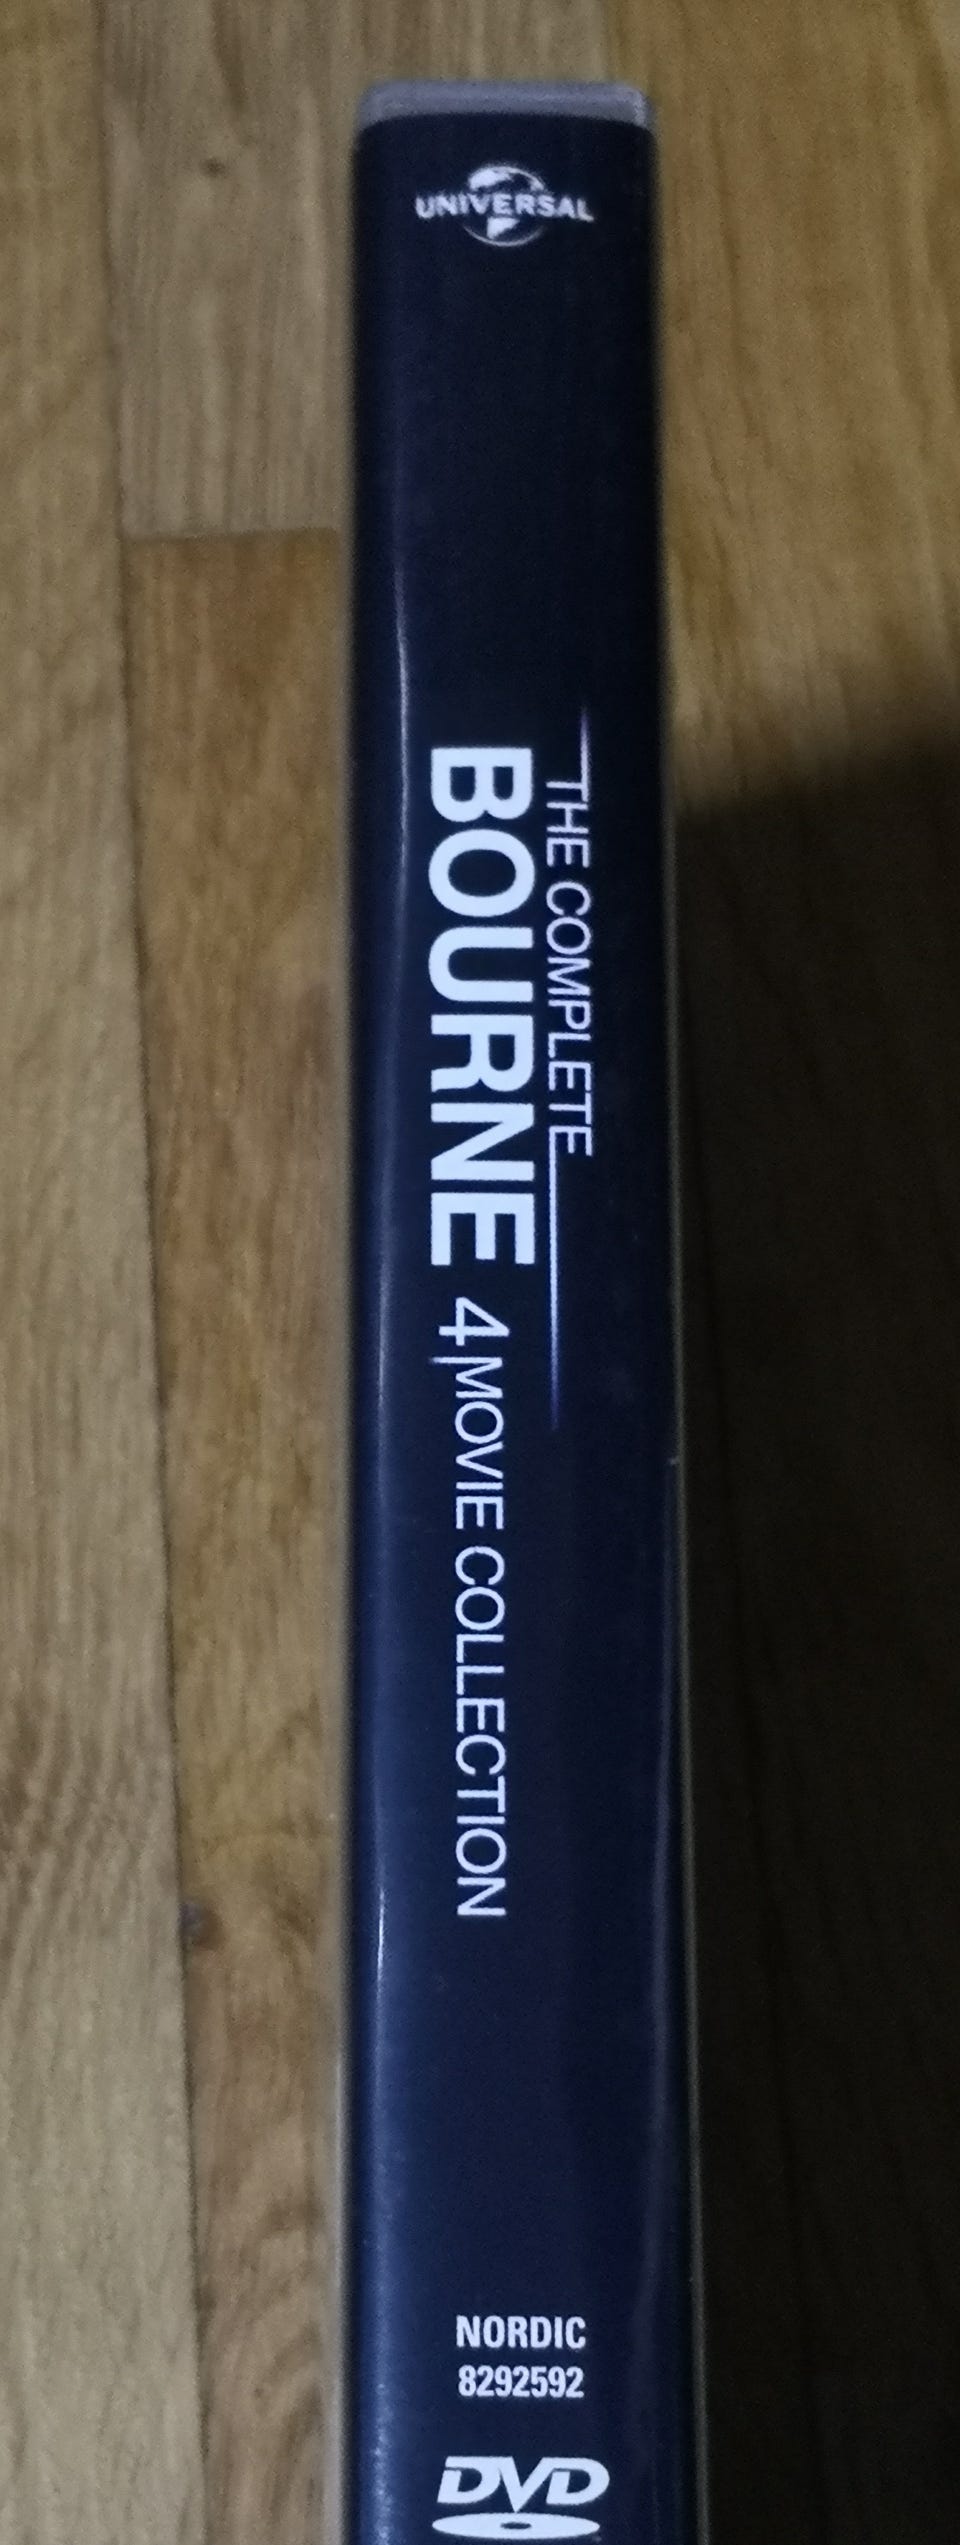 UNIVERSAL
THE COMPLETE
BOURNE 4 MOVIE COLLECTION
NORDIC
8292592
DVD